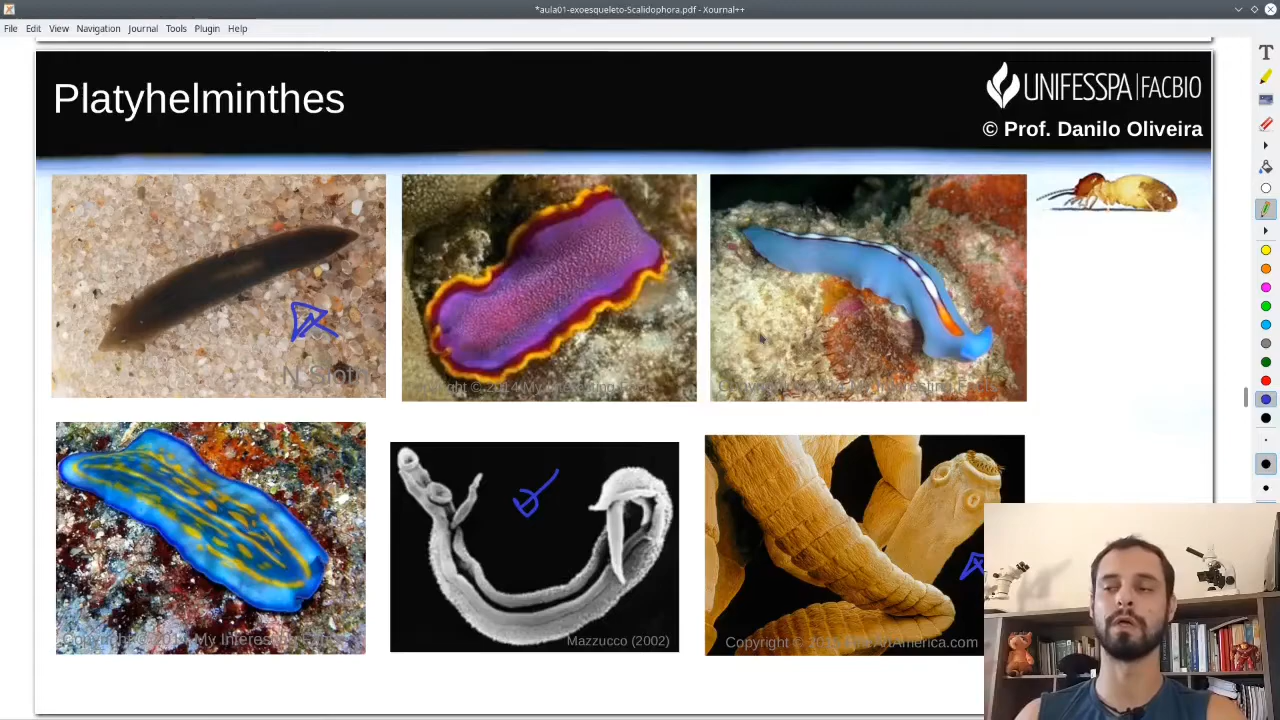 *aula01-exoesqueleto-Scalidophora.pdf - Xournal++
File Edit View Navigation Journal Tools Plugin Help
Platyhelminthes
UNIFESSPA | FACBIO
© Prof. Danilo Oliveira
Mazzucco (2002)